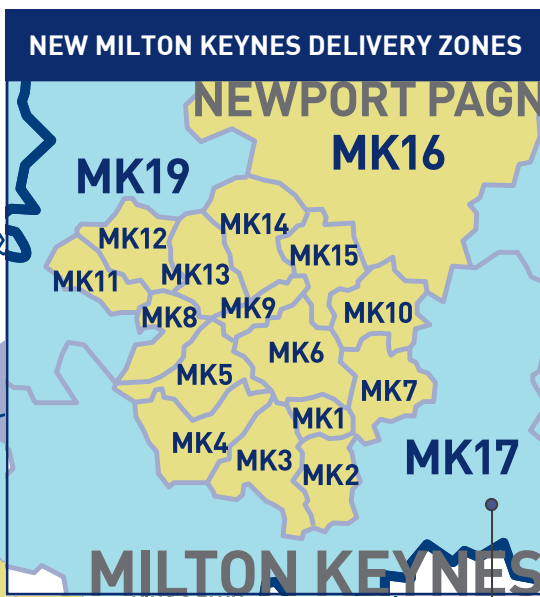 NEW MILTON KEYNES DELIVERY ZONES
NEWPORT PAGN
MK16
MK19
MK14
MK12
MK15
MK13
MK11
MK9
MK8
MK10
MK6
MK5
MK7
MK1
MK4
MK3
MK2
MK17
MILTON KEYNES